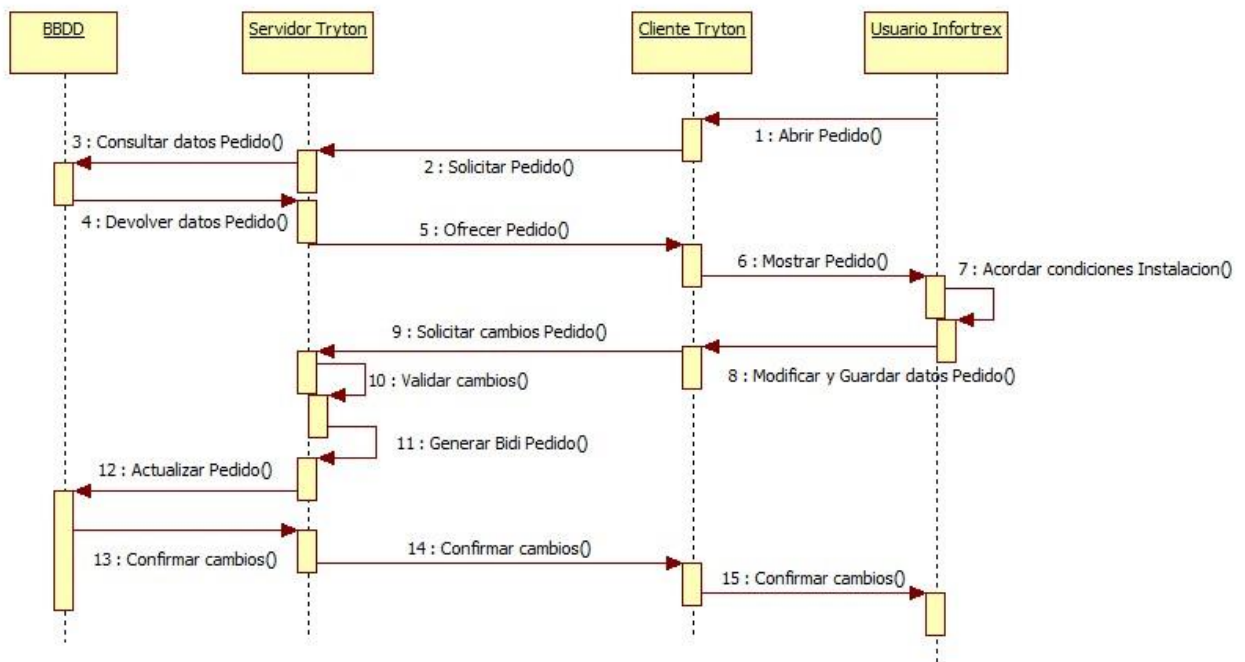 BBDD
Servidor Tryton
Cliente Tryton
Usuario Infortrex
1 : Abrir Pedido()
2 : Solicitar Pedido()
3 : Consultar datos Pedido()
4 : Devolver datos Pedido()
5 : Ofrecer Pedido()
6 : Mostrar Pedido()
7 : Acordar condiciones Instalacion()
8 : Modificar y Guardar datos Pedido()
9 : Solicitar cambios Pedido()
10 : Validar cambios()
11 : Generar Bidi Pedido()
12 : Actualizar Pedido()
13 : Confirmar cambios()
14 : Confirmar cambios()
15 : Confirmar cambios()